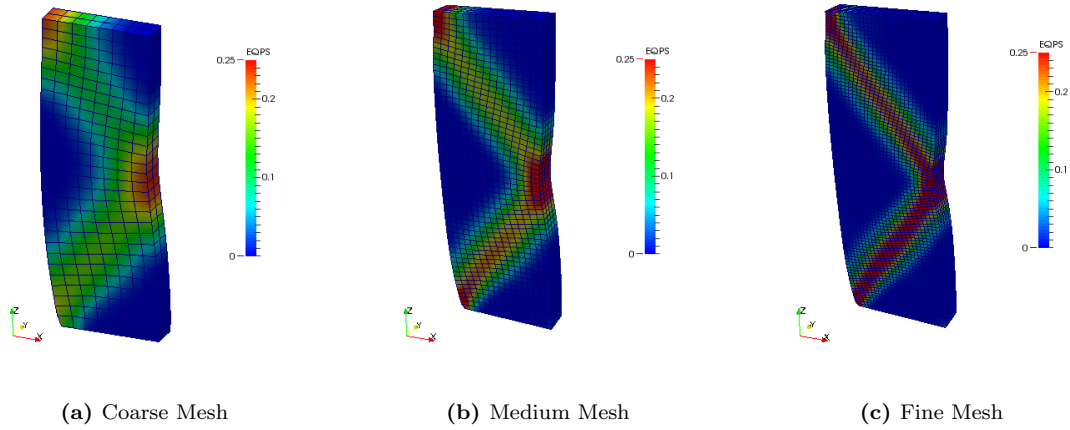 EQPS
0.25
0.2
0.1
0
Z
Y
X
EQPS
0.25
0.2
0.1
0
Z
Y
X
EQPS
0.25
0.2
0.1
0
Z
Y
X
(a) Coarse Mesh
(b) Medium Mesh
(c) Fine Mesh